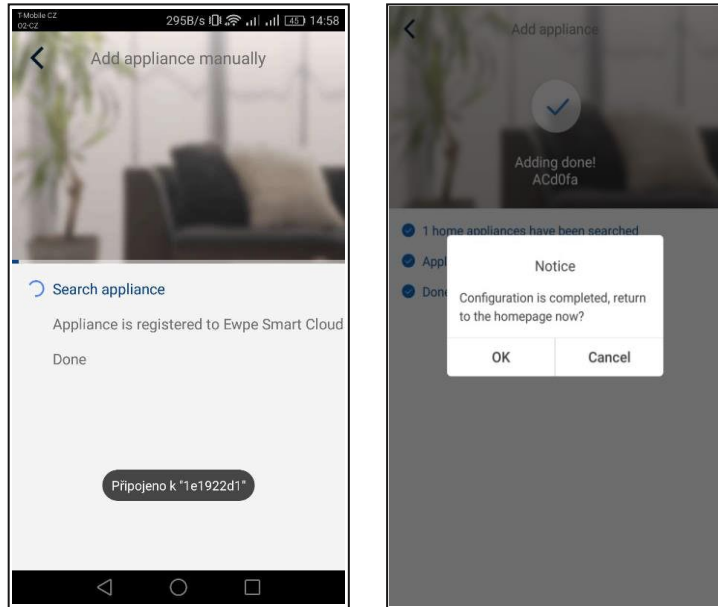 T-Mobile CZ
O2-CZ
295B/s 45 14:58
Add appliance manually
Search appliance
Appliance is registered to Ewpe Smart Cloud
Done
Připojeno k "1e1922d1"
Add appliance
Adding done!
ACd0fa
1 home appliances have been searched
Appl
Done
Notice
Configuration is completed, return
to the homepage now?
OK Cancel